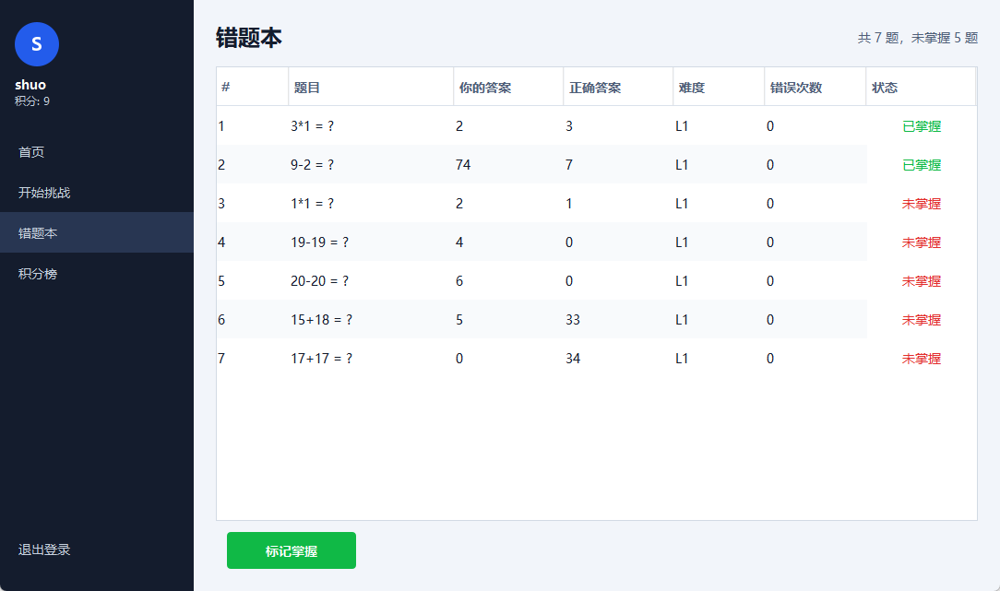 S
shuo
积分: 9
首页
开始挑战
错题本
积分榜
退出登录
错题本
共 7 题，未掌握 5 题
# 题目 你的答案 正确答案 难度 错误次数 状态
1 3*1 = ? 2 3 L1 0 已掌握
2 9-2 = ? 74 7 L1 0 已掌握
3 1*1 = ? 2 1 L1 0 未掌握
4 19-19 = ? 4 0 L1 0 未掌握
5 20-20 = ? 6 0 L1 0 未掌握
6 15+18 = ? 5 33 L1 0 未掌握
7 17+17 = ? 0 34 L1 0 未掌握
标记掌握